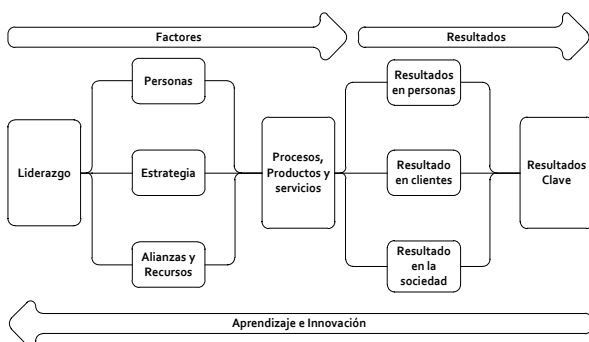 Factores
Resultados
Personas
Resultados
en personas
Liderazgo
Estrategia
Procesos,
Productos y
servicios
Resultado
en clientes
Resultados
Clave
Alianzas y
Recursos
Resultado
en la
sociedad
Aprendizaje e Innovación